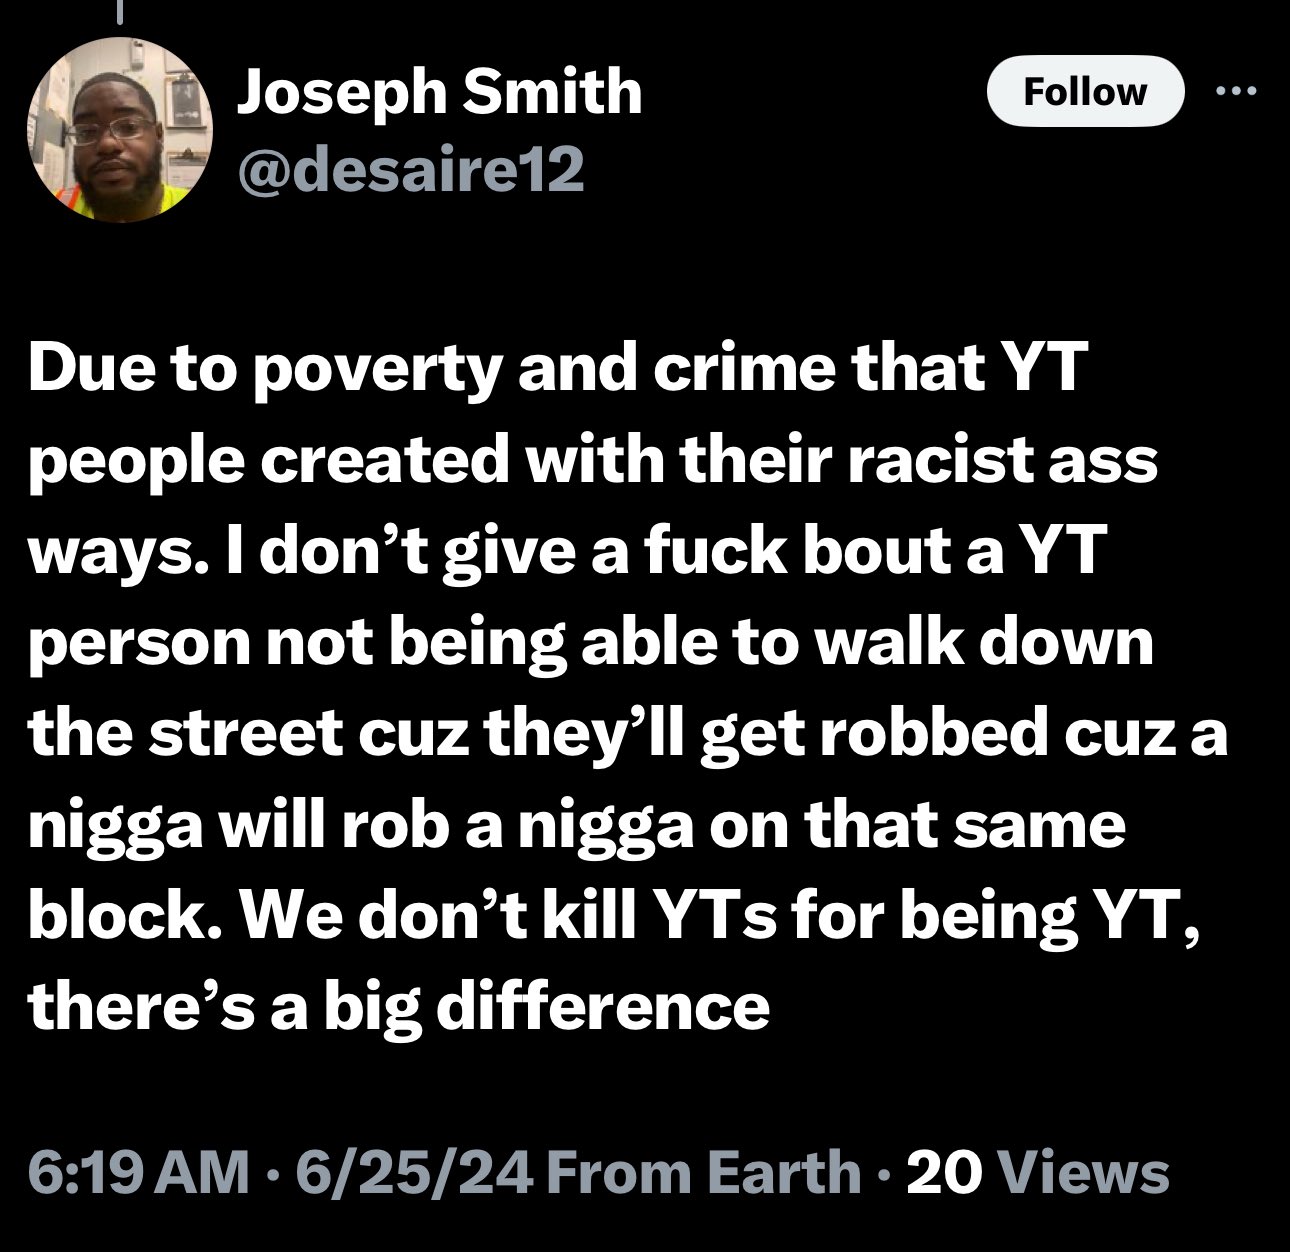 Joseph Smith
Follow
@desaire12
Due to poverty and crime that YT
people created with their racist ass
ways. I don’t give a fuck bout a YT
person not being able to walk down
the street cuz they’ll get robbed cuz a
nigga will rob a nigga on that same
block. We don’t kill YTs for being YT,
there’s a big difference
6:19 AM · 6/25/24 From Earth · 20 Views